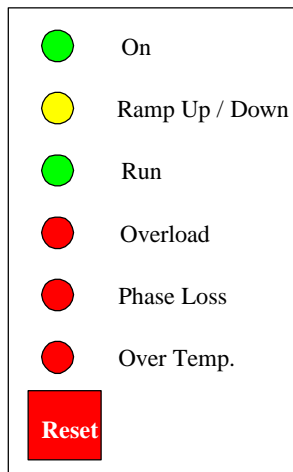 On
Ramp Up / Down
Run
Overload
Phase Loss
Over Temp.
Reset